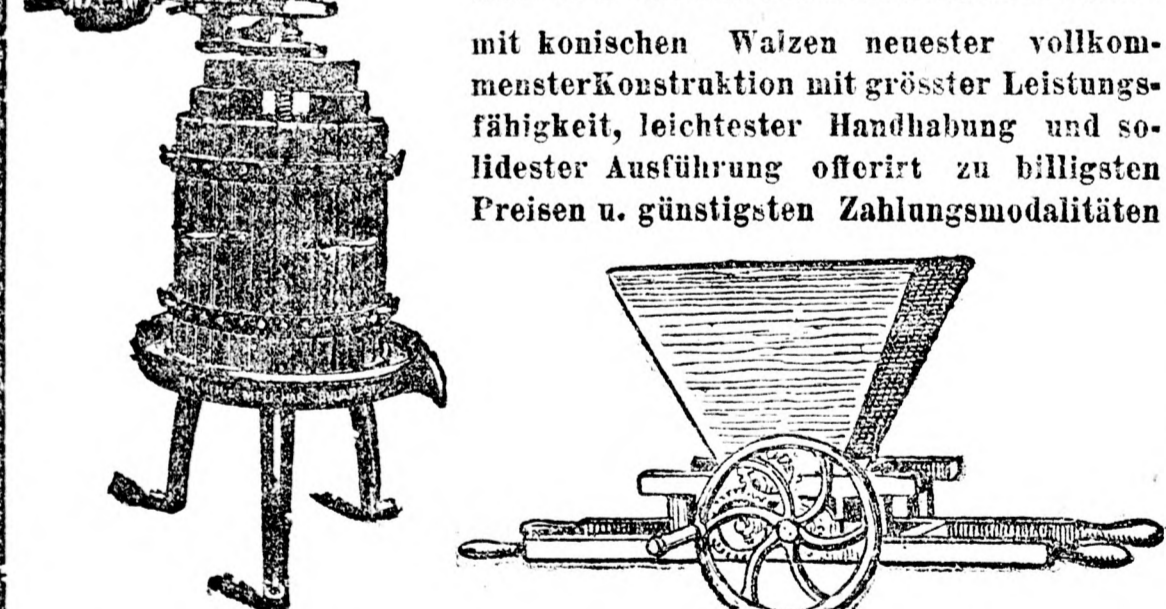 mit konischen Walzen neuester vollkom-
mensterKonstruktion mit grösster Leistungs-
fähigkeit, leichtester Handhabung und so-
lidester Ausführung offerirt zu billigsten
Preisen u. günstigsten Zahlungsmodalitäten
MELICHAR